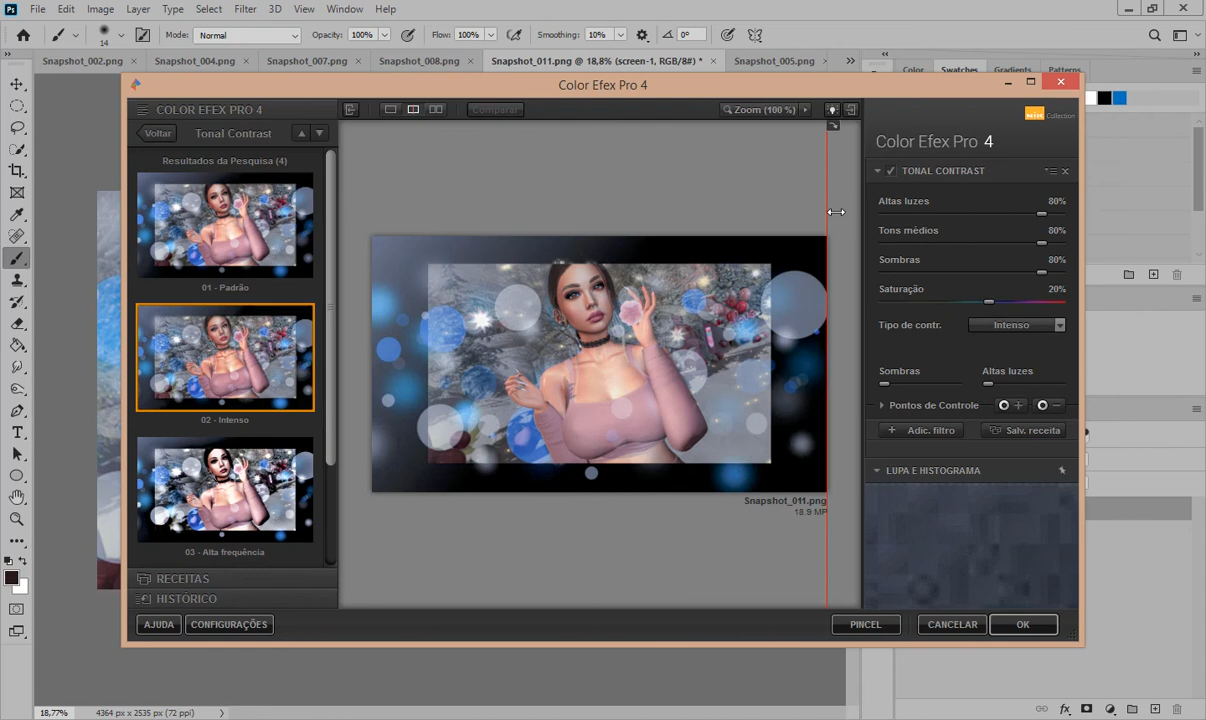 Ps File Edit Image Layer Type Select Filter 3D View Window Help
14 Mode: Normal Opacity: 100% Flow: 100% Smoothing: 10% 0°
Snapshot_002.png × Snapshot_004.png × Snapshot_007.png × Snapshot_008.png × Snapshot_011.png @ 18,8% (screen-1, RGB/8#) * × Snapshot_005.png ×
Color Swatches Gradients Patterns
Color Efex Pro 4
COLOR EFEX PRO 4
Comparar
Zoom (100 %)
Voltar Tonal Contrast
Resultados da Pesquisa (4)
01 - Padrão
02 - Intenso
03 - Alta frequência
RECEITAS
HISTÓRICO
Snapshot_011.png
18.9 MP
Collection
Color Efex Pro 4
TONAL CONTRAST
Altas luzes 80%
Tons médios 80%
Sombras 80%
Saturação 20%
Tipo de contr. Intenso
Sombras Altas luzes
Pontos de Controle
Adic. filtro Salv. receita
LUPA E HISTOGRAMA
AJUDA CONFIGURAÇÕES PINCEL CANCELAR OK
18,77% 4364 px x 2535 px (72 ppi)
fx